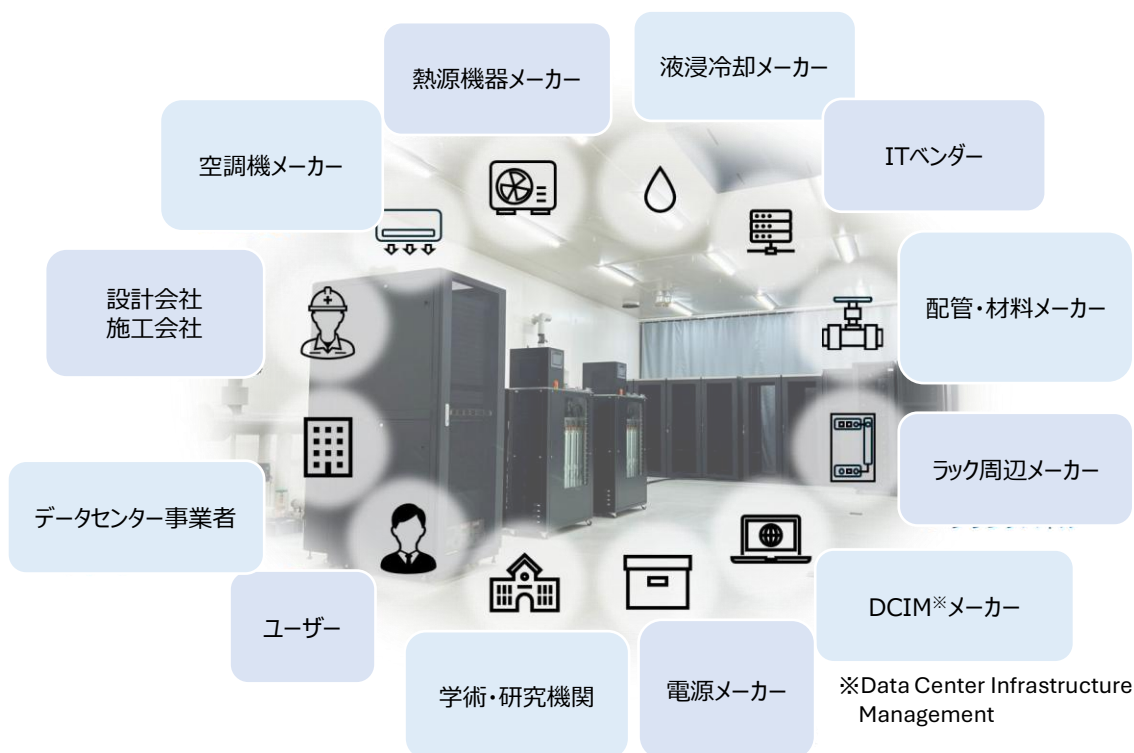 熱源機器メーカー
液浸冷却メーカー
空調機メーカー
ITベンダー
設計会社
施工会社
配管・材料メーカー
ラック周辺メーカー
データセンター事業者
DCIM※メーカー
ユーザー
学術・研究機関
電源メーカー
※Data Center Infrastructure
Management